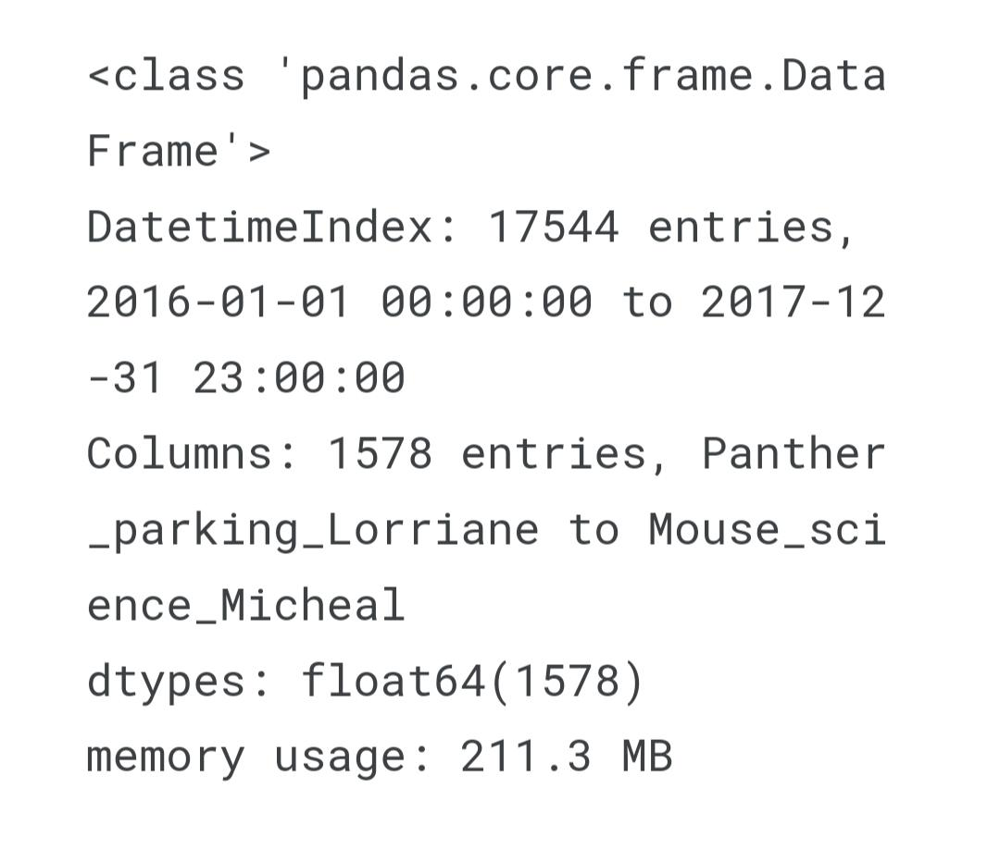 <class 'pandas.core.frame.Data
Frame'>
DatetimeIndex: 17544 entries,
2016-01-01 00:00:00 to 2017-12
-31 23:00:00
Columns: 1578 entries, Panther
_parking_Lorriane to Mouse_sci
ence_Micheal
dtypes: float64(1578)
memory usage: 211.3 MB